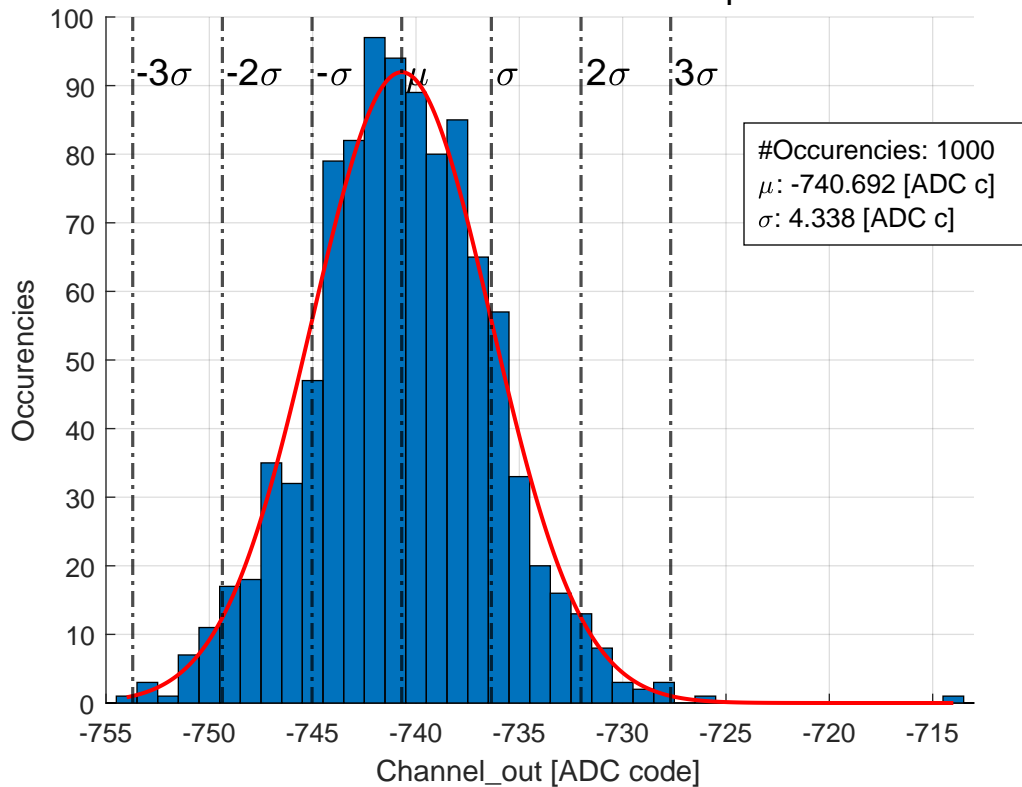 100
90
80
70
60
50
40
30
20
10
0
Occurencies
-3σ -2σ -σ μ σ 2σ 3σ
#Occurencies: 1000
μ: -740.692 [ADC c]
σ: 4.338 [ADC c]
-755 -750 -745 -740 -735 -730 -725 -720 -715
Channel_out [ADC code]